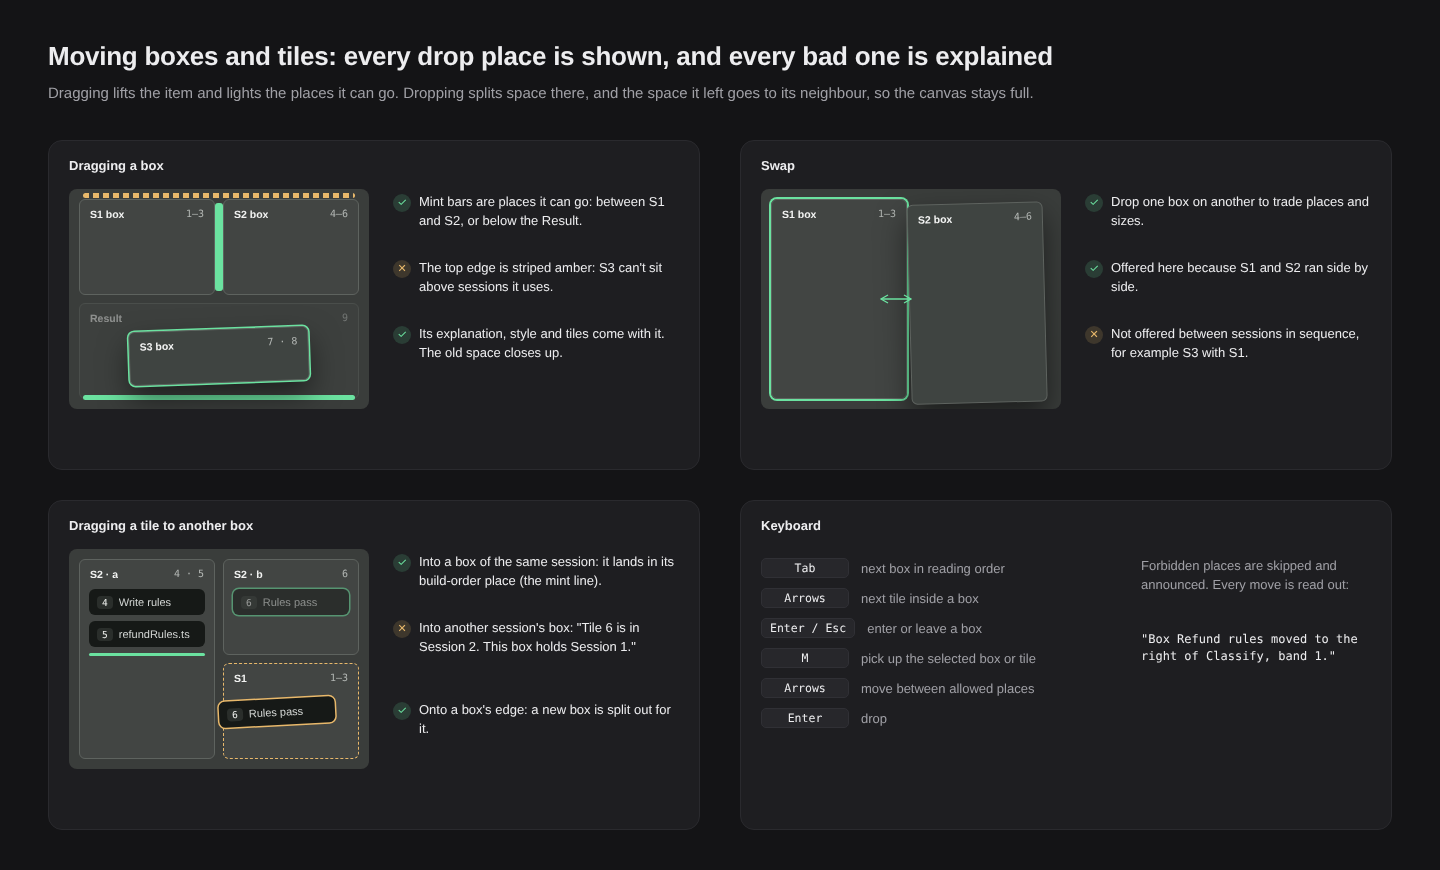 Moving boxes and tiles: every drop place is shown, and every bad one is explained
Dragging lifts the item and lights the places it can go. Dropping splits space there, and the space it left goes to its neighbour, so the canvas stays full.
Dragging a box
S1 box 1–3
S2 box 4–6
Result 9
S3 box 7 · 8
Mint bars are places it can go: between S1
and S2, or below the Result.
The top edge is striped amber: S3 can't sit
above sessions it uses.
Its explanation, style and tiles come with it.
The old space closes up.
Swap
S1 box 1–3
S2 box 4–6
Drop one box on another to trade places and
sizes.
Offered here because S1 and S2 ran side by
side.
Not offered between sessions in sequence,
for example S3 with S1.
Dragging a tile to another box
S2 · a 4 · 5
4 Write rules
5 refundRules.ts
S2 · b 6
6 Rules pass
S1 1–3
6 Rules pass
Into a box of the same session: it lands in its
build-order place (the mint line).
Into another session's box: "Tile 6 is in
Session 2. This box holds Session 1."
Onto a box's edge: a new box is split out for
it.
Keyboard
Tab next box in reading order
Arrows next tile inside a box
Enter / Esc enter or leave a box
M pick up the selected box or tile
Arrows move between allowed places
Enter drop
Forbidden places are skipped and
announced. Every move is read out:
"Box Refund rules moved to the
right of Classify, band 1."